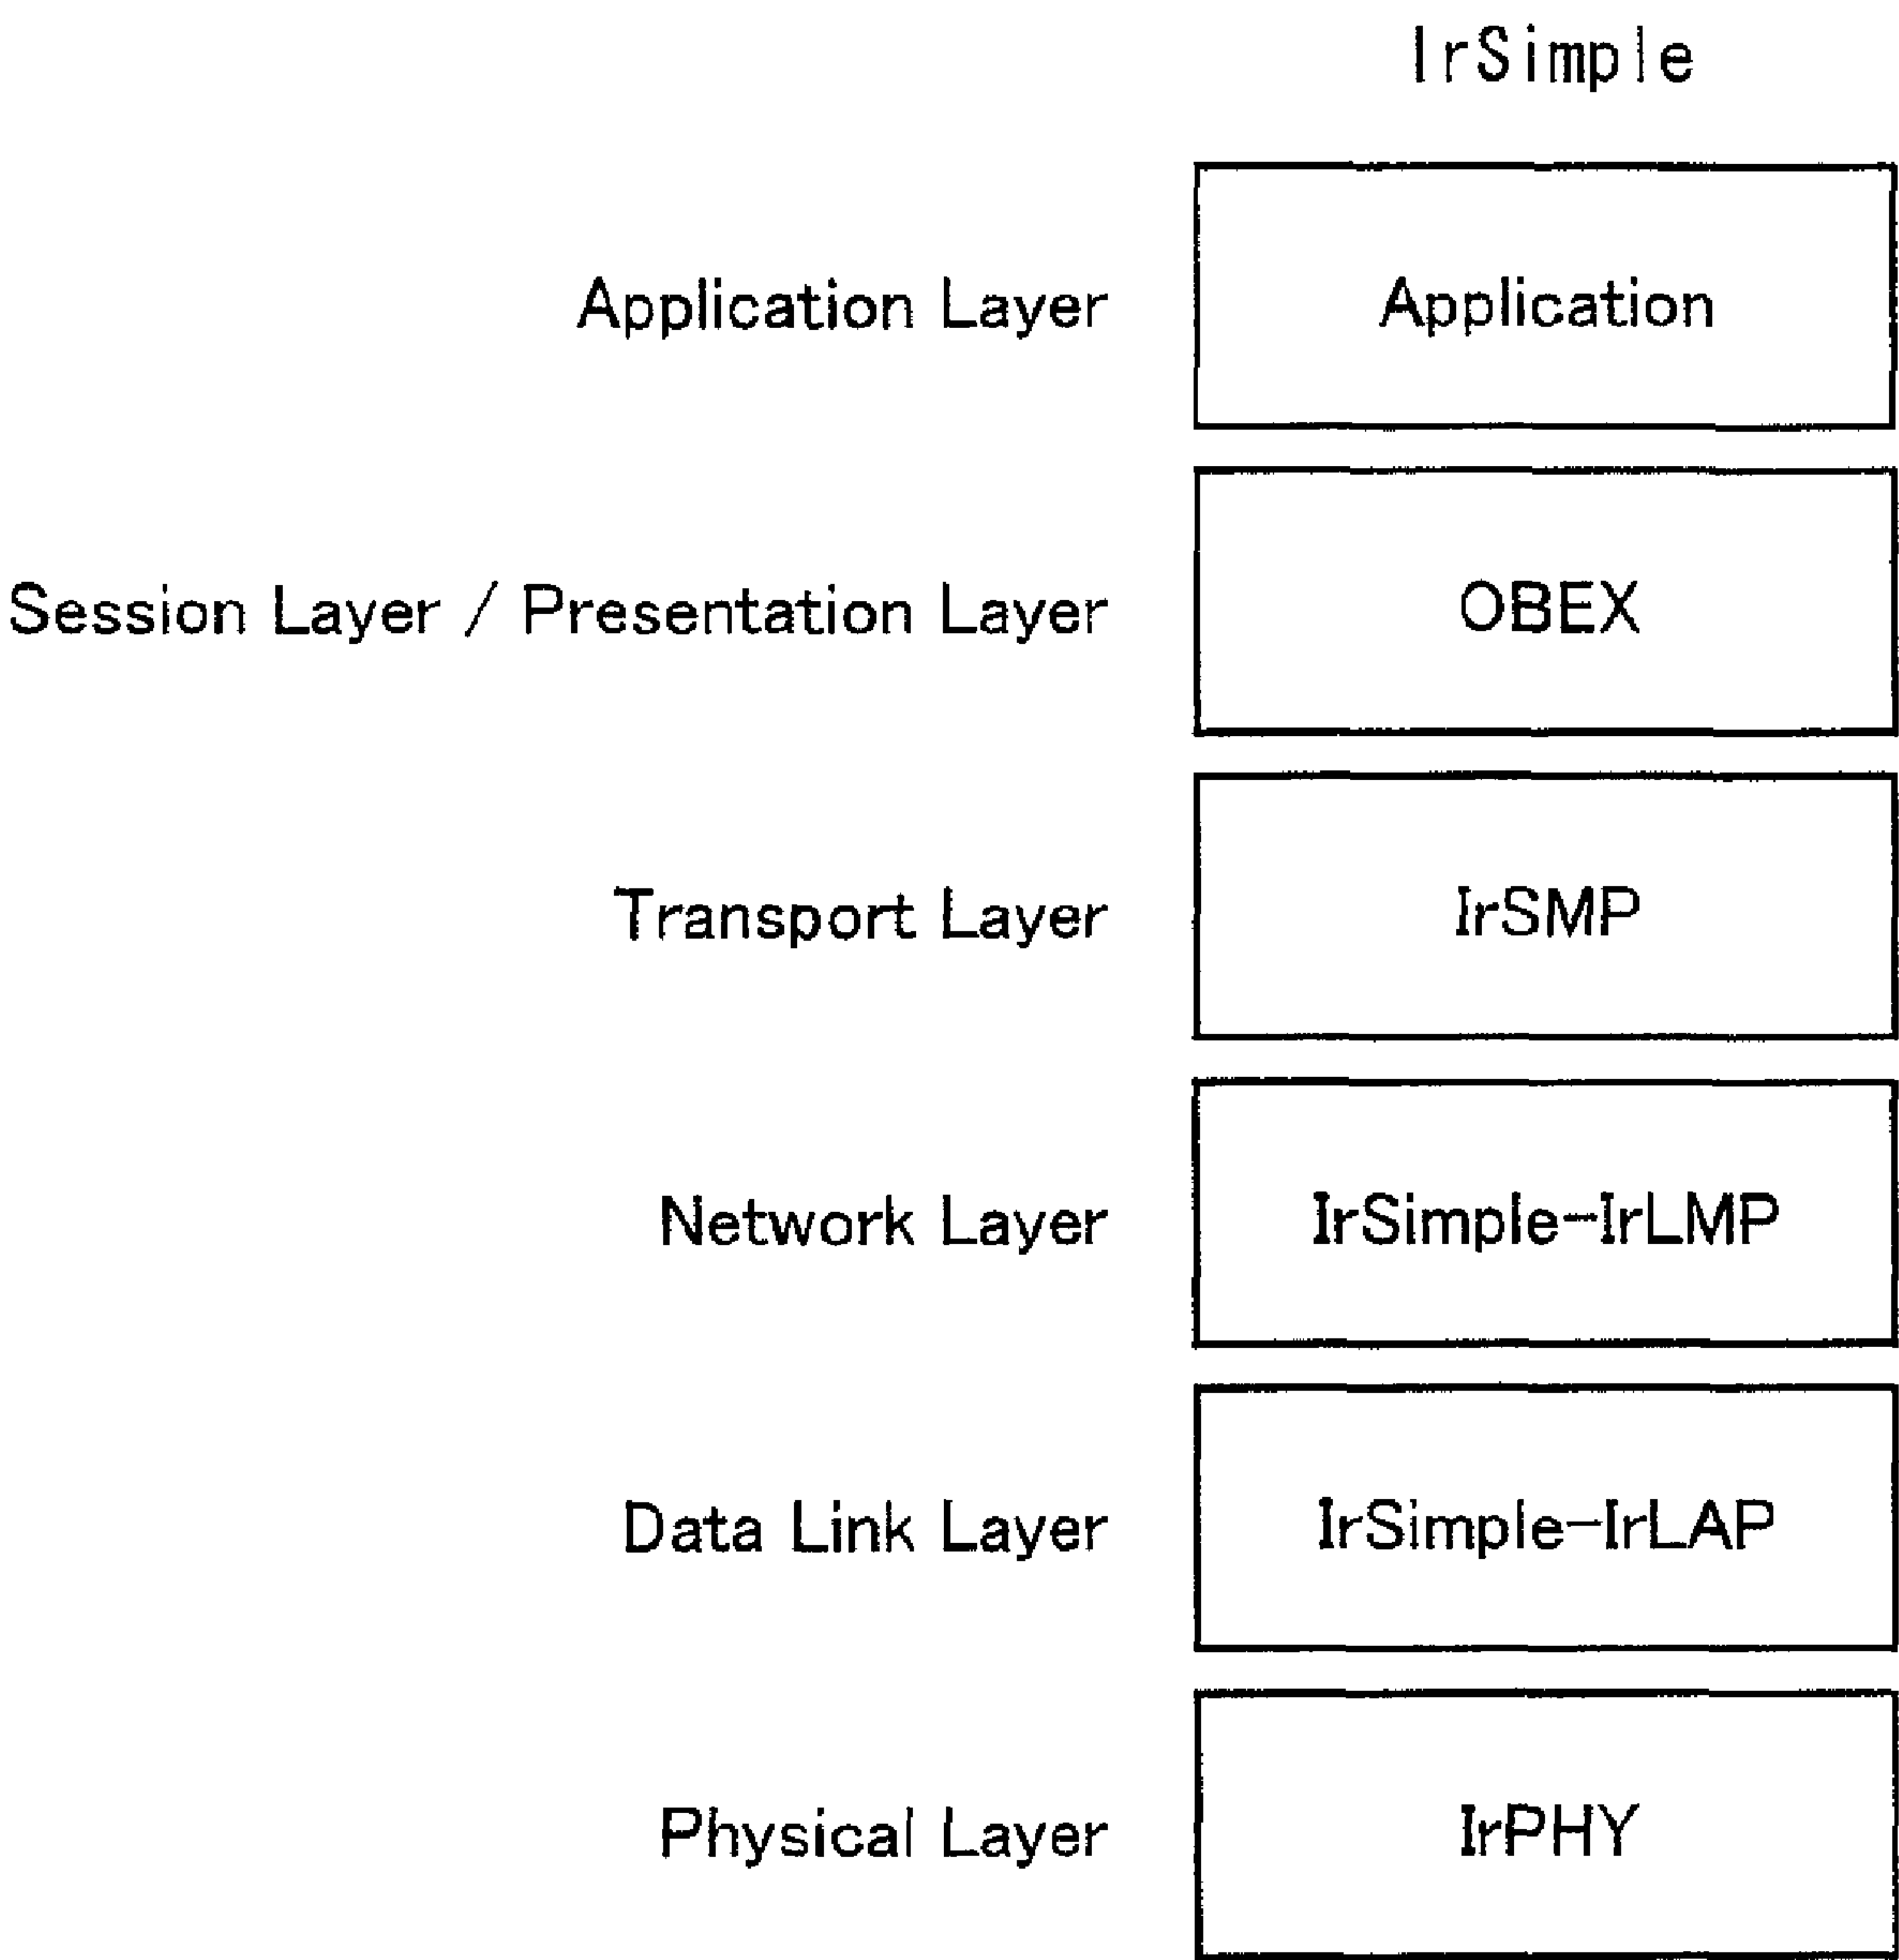 IrSimple
Application Layer Application
Session Layer / Presentation Layer OBEX
Transport Layer IrSMP
Network Layer IrSimple-IrLMP
Data Link Layer IrSimple-IrLAP
Physical Layer IrPHY